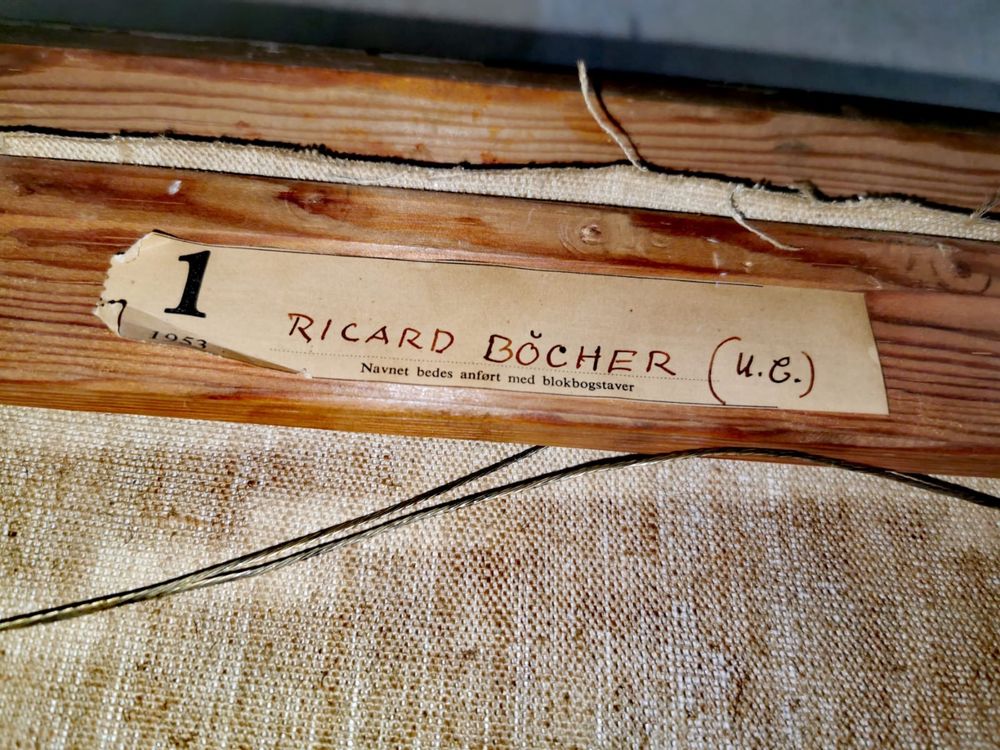 1
1953
RICARD BÖCHER (U.E.)
Navnet bedes anført med blokbogstaver